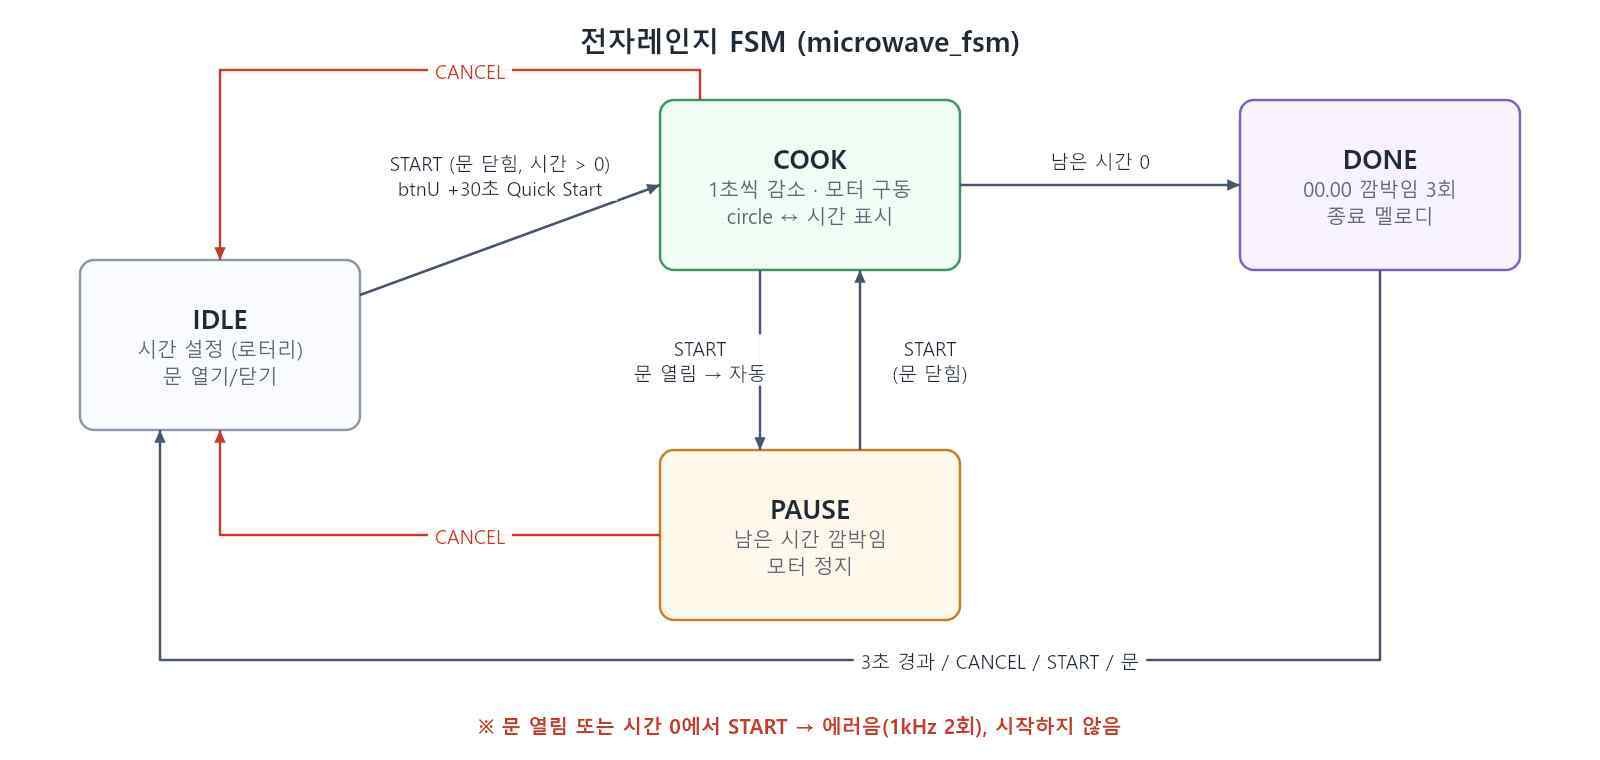 전자레인지 FSM (microwave_fsm)
CANCEL
START (문 닫힘, 시간 > 0)
btnU +30초 Quick Start
COOK
1초씩 감소 · 모터 구동
circle ↔ 시간 표시
남은 시간 0
DONE
00.00 깜박임 3회
종료 멜로디
IDLE
시간 설정 (로터리)
문 열기/닫기
START
문 열림 → 자동
START
(문 닫힘)
PAUSE
남은 시간 깜박임
모터 정지
CANCEL
3초 경과 / CANCEL / START / 문
※ 문 열림 또는 시간 0에서 START → 에러음(1kHz 2회), 시작하지 않음